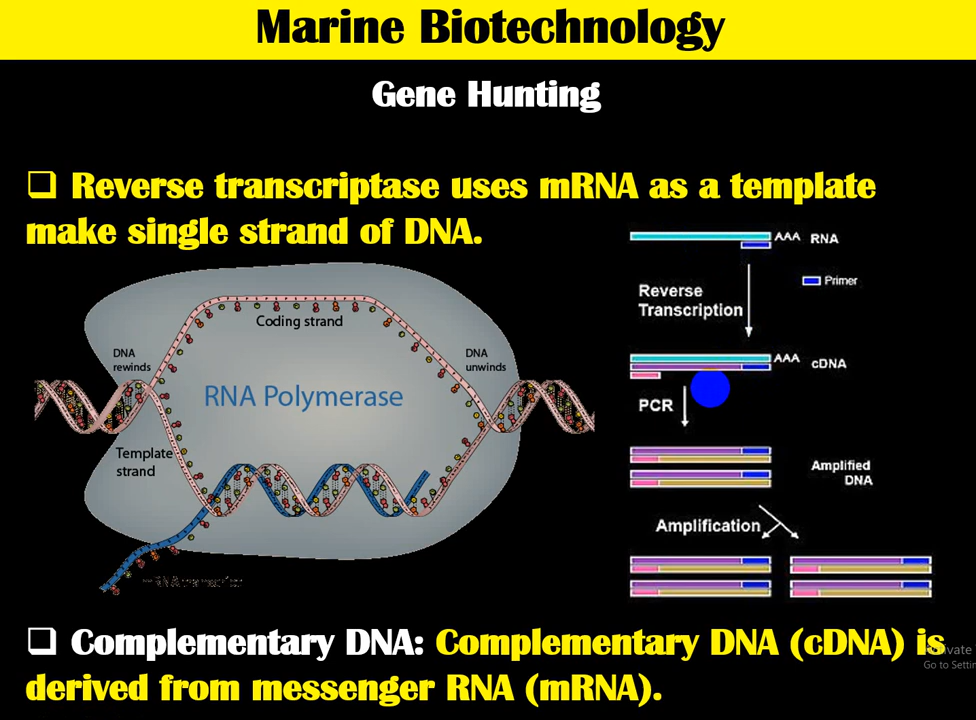 Marine Biotechnology
Gene Hunting
❑ Reverse transcriptase uses mRNA as a template
make single strand of DNA.
AAA RNA
Primer
Reverse
Transcription
AAA
cDNA
PCR
Amplified
DNA
Amplification
Coding strand
DNA
rewinds
DNA
unwinds
RNA Polymerase
Template
strand
❑ Complementary DNA: Complementary DNA (cDNA) is
derived from messenger RNA (mRNA).
Go to